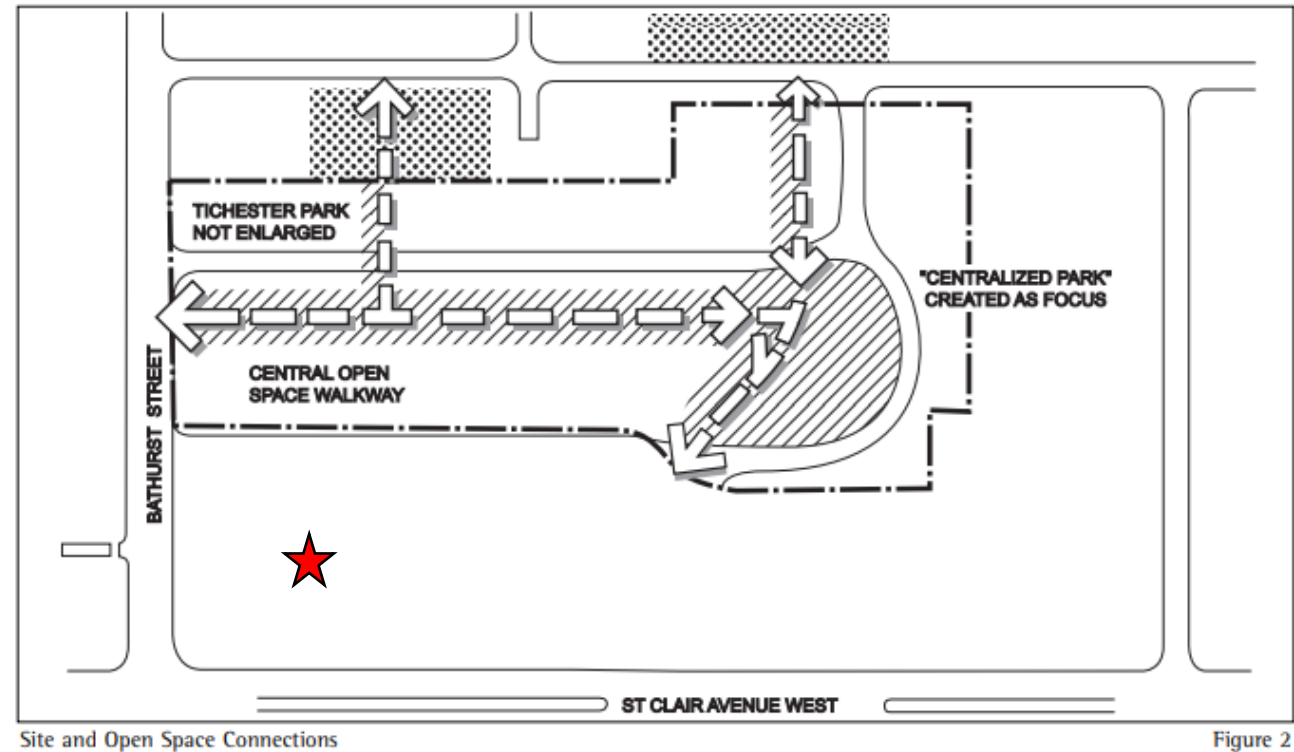 TICHESTER PARK
NOT ENLARGED
"CENTRALIZED PARK"
CREATED AS FOCUS
CENTRAL OPEN
SPACE WALKWAY
BATHURST STREET
ST CLAIR AVENUE WEST
Site and Open Space Connections
Figure 2